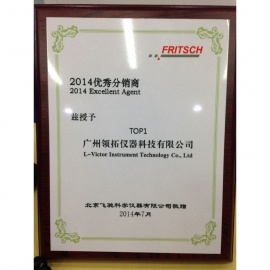 FRITSCH
2014优秀分销商
2014 Excellent Agent
兹授予
TOP1
广州领拓仪器科技有限公司
L-Victor Instrument Technology Co., Ltd
北京飞驰科学仪器有限公司敬赠
2014年7月